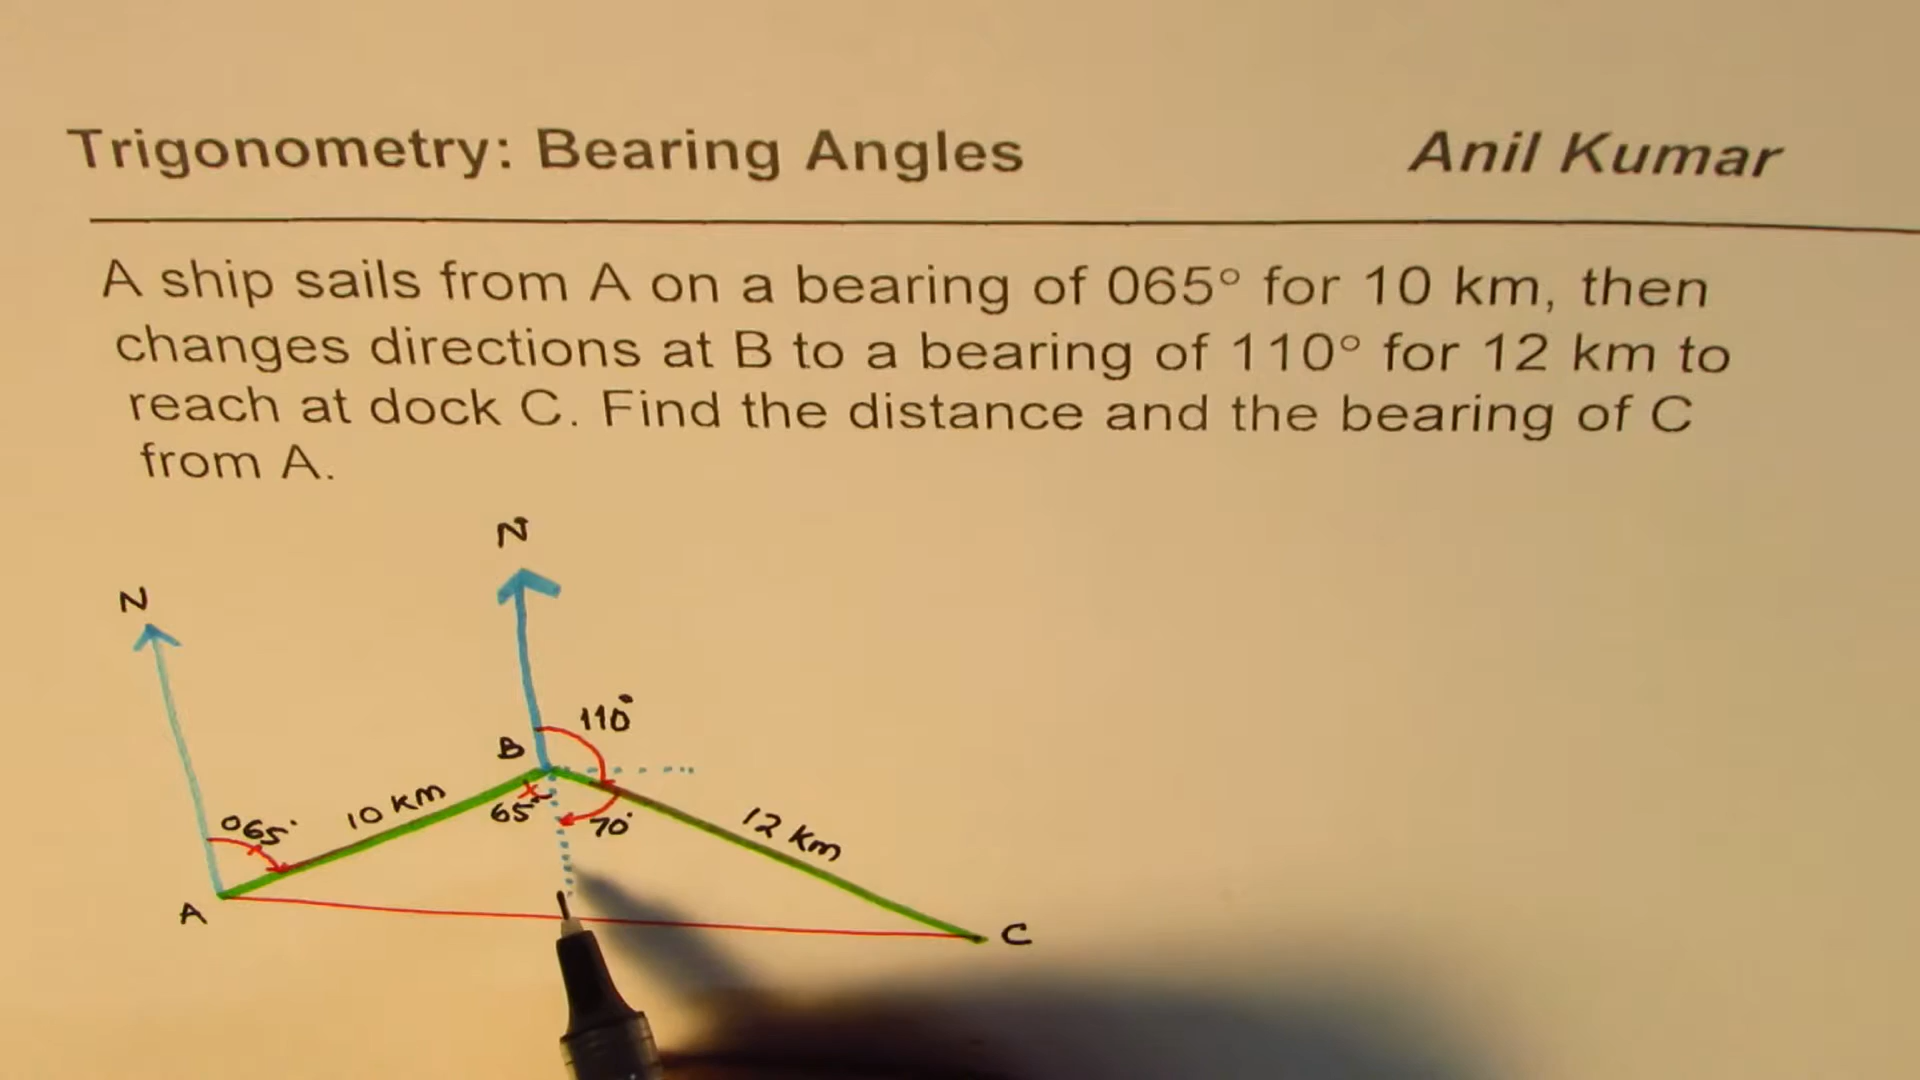 Trigonometry: Bearing Angles Anil Kumar
A ship sails from A on a bearing of 065° for 10 km, then
changes directions at B to a bearing of 110° for 12 km to
reach at dock C. Find the distance and the bearing of C
from A.
N
N
110°
B
065°
10 km
65°
70°
12 km
A
C